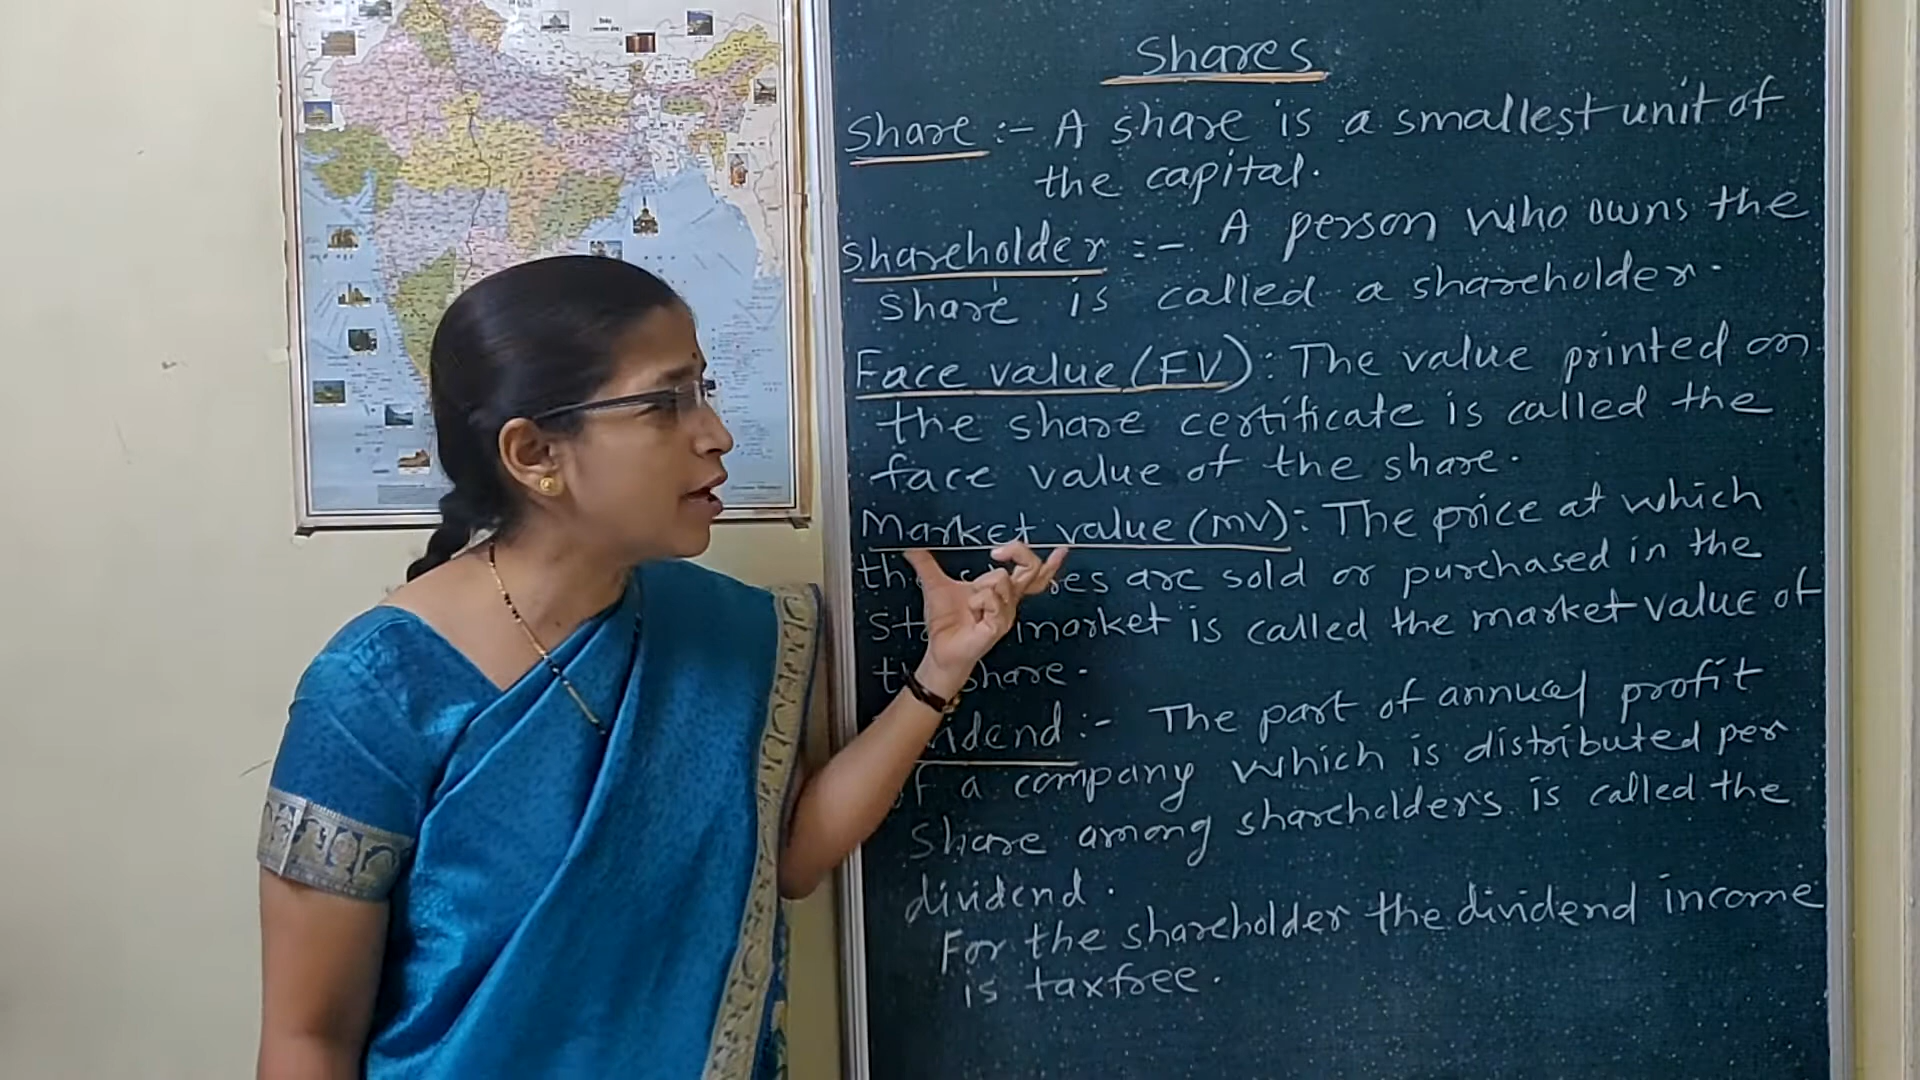 Shares
Share :- A share is a smallest unit of
the capital.
Shareholder :- A person who owns the
share is called a shareholder.
Face value (FV): The value printed on
the share certificate is called the
face value of the share.
Market value (MV): The price at which
are sold or purchased in the
market is called the market value of
share.
:- The part of annual profit
of a company which is distributed per
share among shareholders is called the
dividend.
For the shareholder the dividend income
is taxfree.